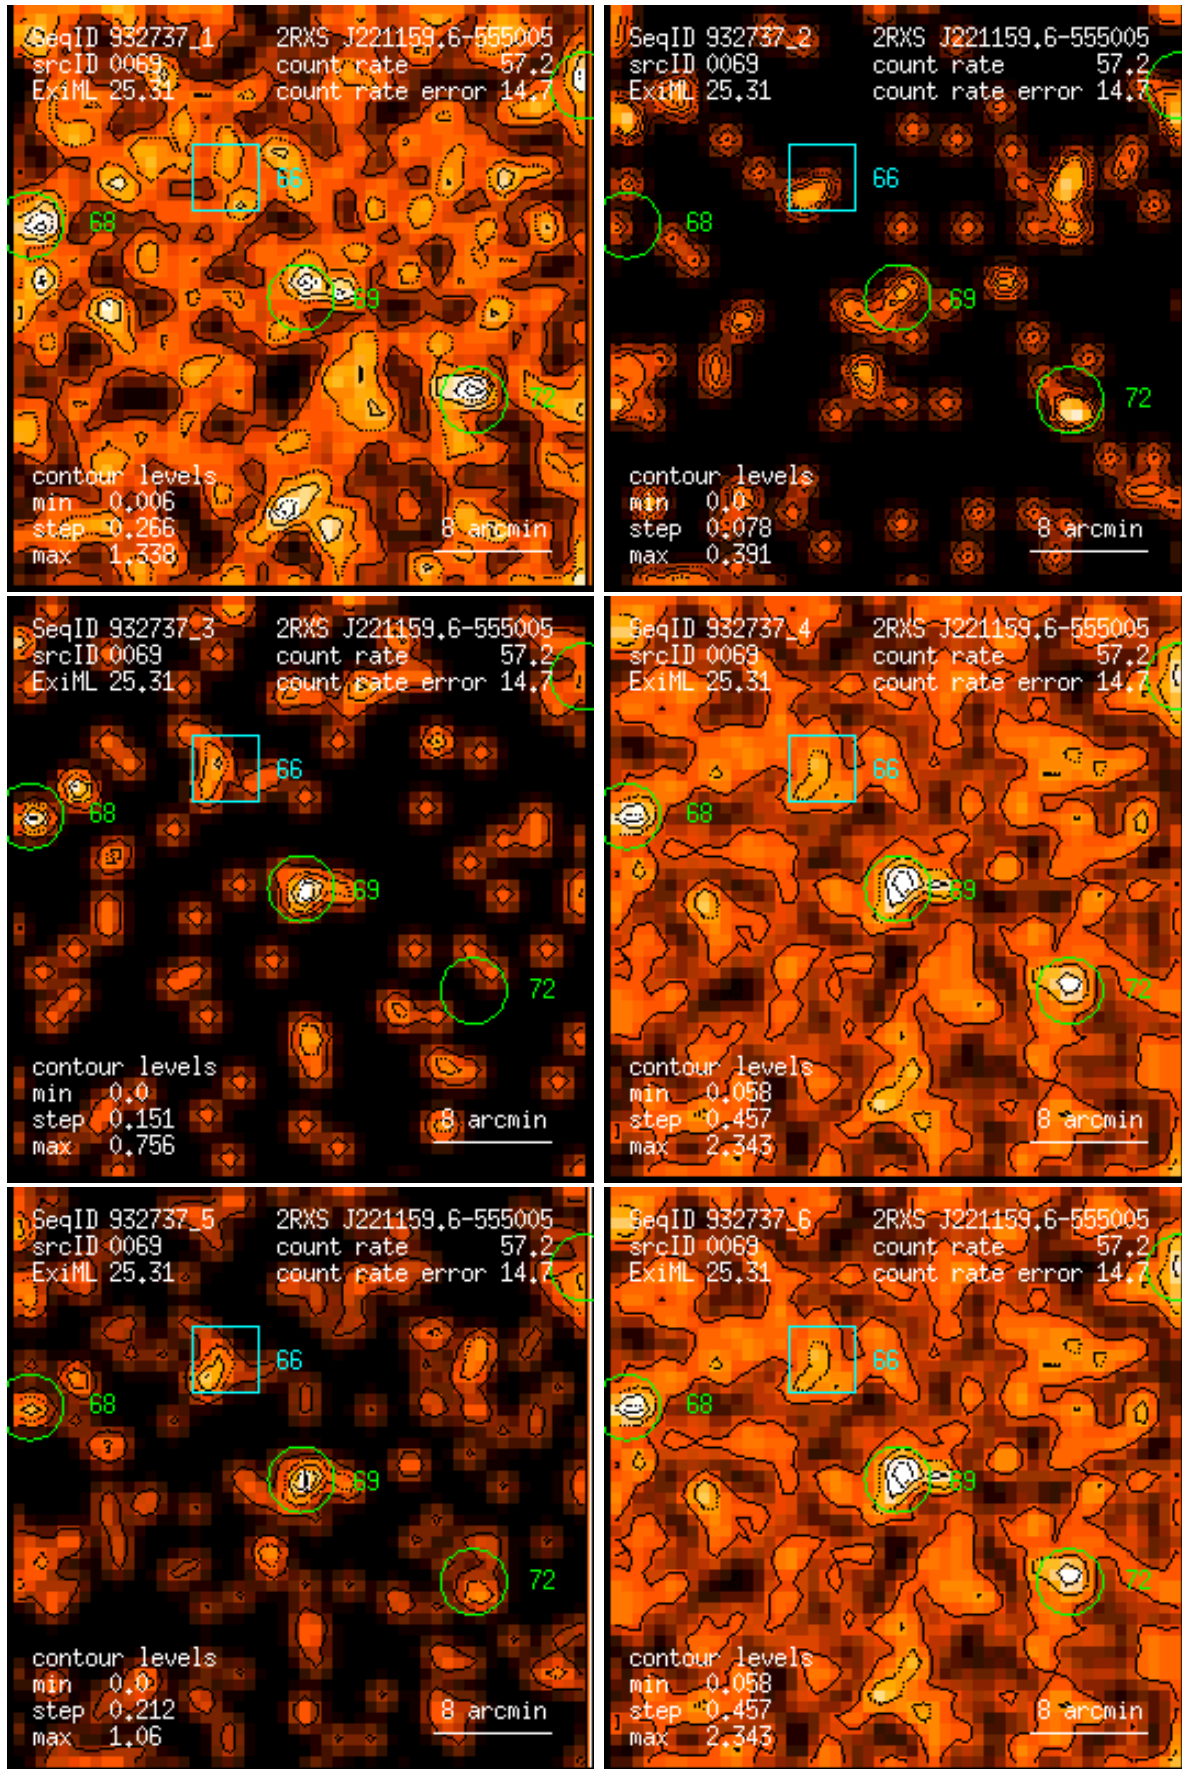 SeqID 932737_1 2RXS J221159.6-555005
srcID 0069 count rate 57.2
ExiML 25.31 count rate error 14.7
66
68
69
72
contour levels
min 0.006
step 0.266
max 1.338
8 arcmin
SeqID 932737_2 2RXS J221159.6-555005
srcID 0069 count rate 57.2
ExiML 25.31 count rate error 14.7
66
68
69
72
contour levels
min 0.0
step 0.078
max 0.391
8 arcmin
SeqID 932737_3 2RXS J221159.6-555005
srcID 0069 count rate 57.2
ExiML 25.31 count rate error 14.7
66
68
69
72
contour levels
min 0.0
step 0.151
max 0.756
8 arcmin
SeqID 932737_4 2RXS J221159.6-555005
srcID 0069 count rate 57.2
ExiML 25.31 count rate error 14.7
66
68
69
72
contour levels
min 0.058
step 0.457
max 2.343
8 arcmin
SeqID 932737_5 2RXS J221159.6-555005
srcID 0069 count rate 57.2
ExiML 25.31 count rate error 14.7
66
68
69
72
contour levels
min 0.0
step 0.212
max 1.06
8 arcmin
SeqID 932737_6 2RXS J221159.6-555005
srcID 0069 count rate 57.2
ExiML 25.31 count rate error 14.7
66
68
69
72
contour levels
min 0.058
step 0.457
max 2.343
8 arcmin